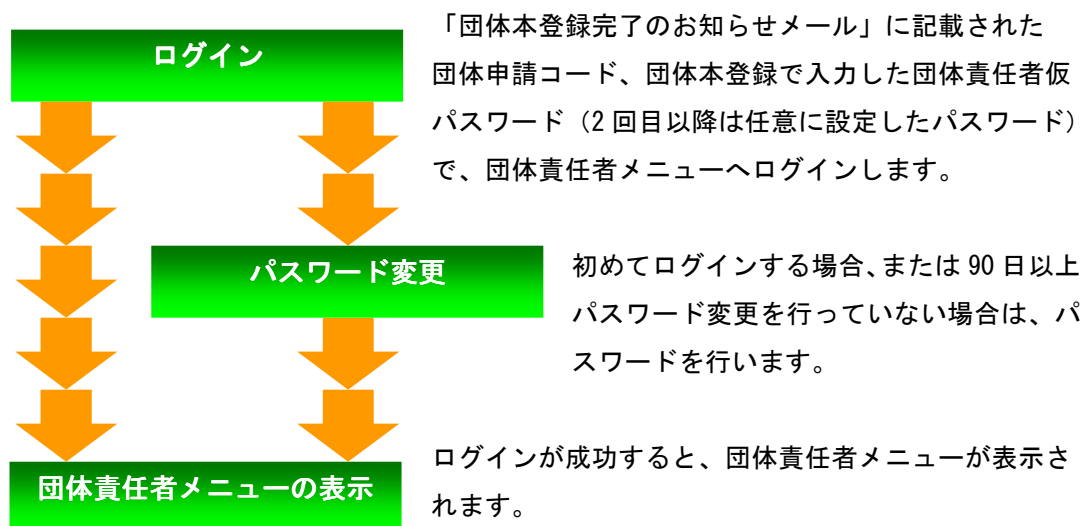 ログイン
「団体本登録完了のお知らせメール」に記載された
団体申請コード、団体本登録で入力した団体責任者仮
パスワード（2 回目以降は任意に設定したパスワード）
で、団体責任者メニューへログインします。
パスワード変更
初めてログインする場合、または 90 日以上
パスワード変更を行っていない場合は、パ
スワードを行います。
団体責任者メニューの表示
ログインが成功すると、団体責任者メニューが表示さ
れます。